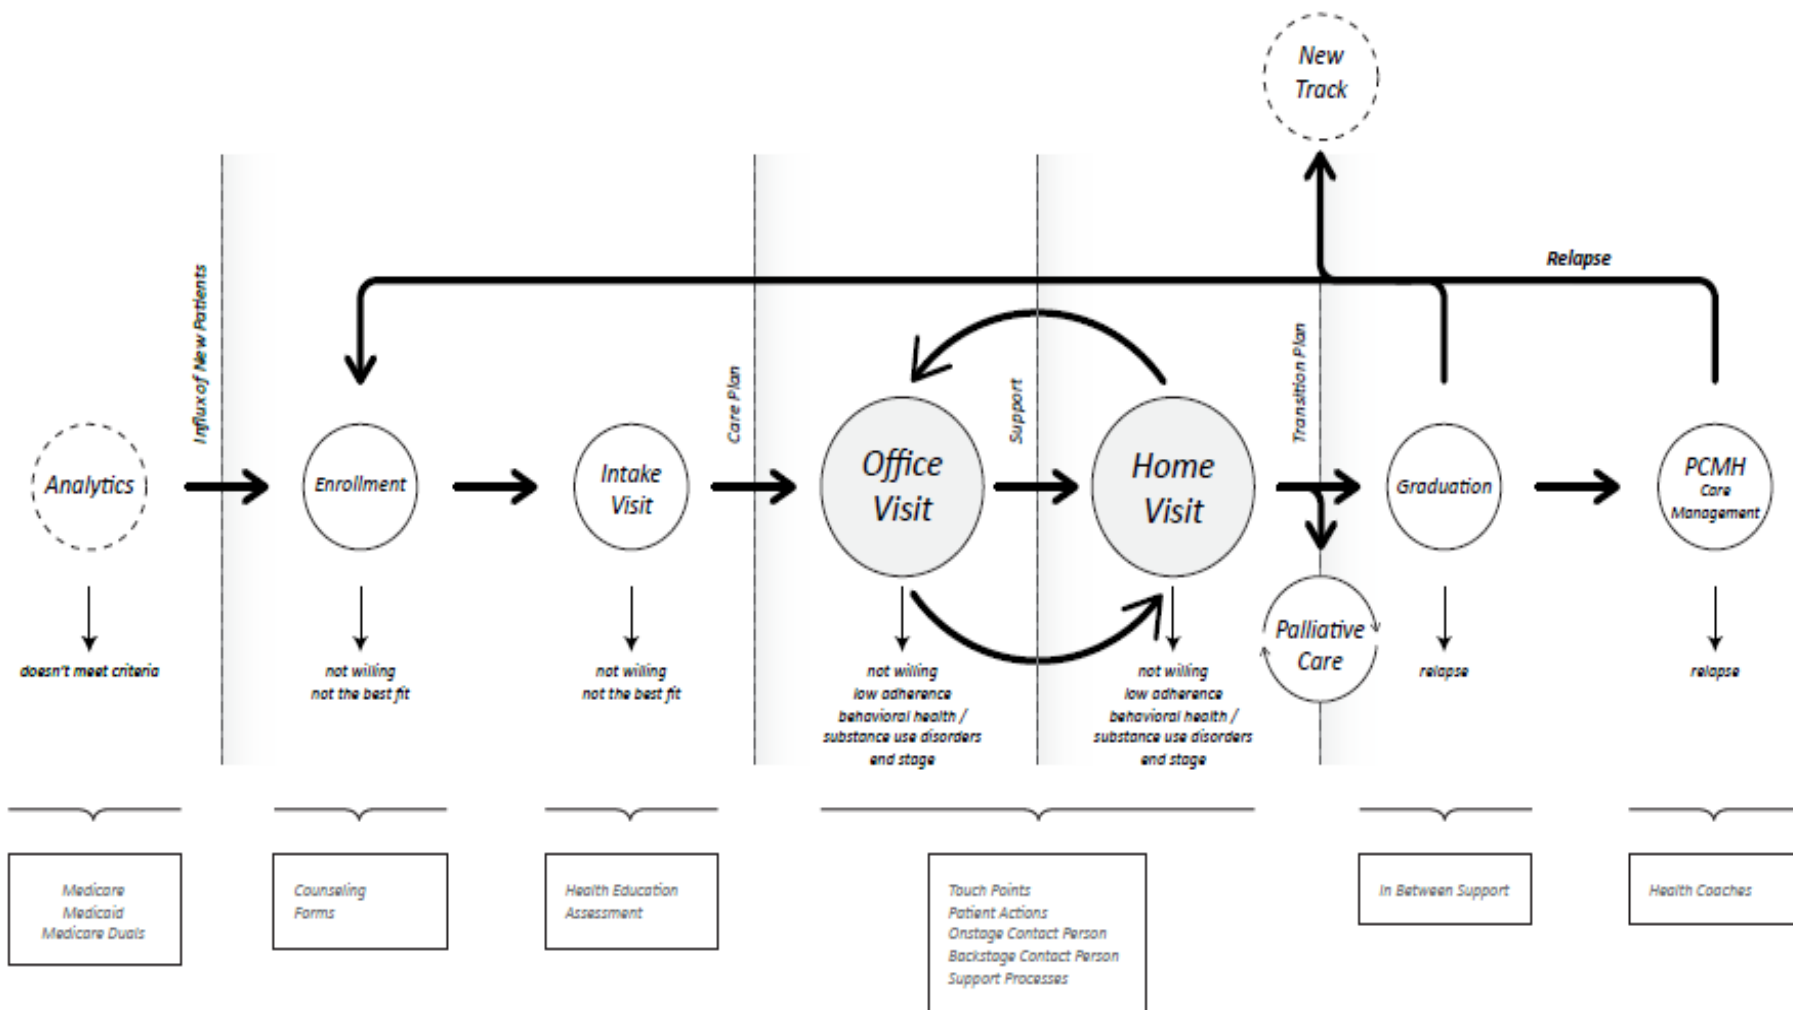 New
Track
Relapse
Influx of New Patients
Care Plan
Support
Transition Plan
Analytics
Enrollment
Intake
Visit
Office
Visit
Home
Visit
Graduation
PCMH
Care
Management
Palliative
Care
doesn't meet criteria
not willing
not the best fit
not willing
not the best fit
not willing
low adherence
behavioral health /
substance use disorders
end stage
not willing
low adherence
behavioral health /
substance use disorders
end stage
relapse
relapse
Medicare
Medicaid
Medicare Duals
Counseling
Forms
Health Education
Assessment
Touch Points
Patient Actions
Onstage Contact Person
Backstage Contact Person
Support Processes
In Between Support
Health Coaches